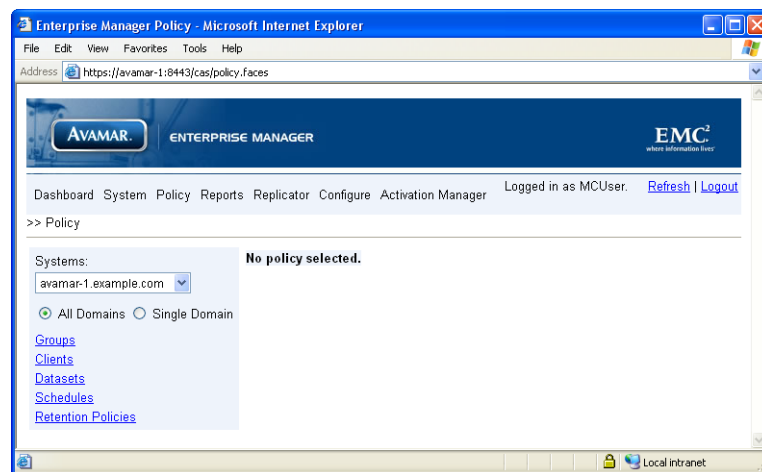 Enterprise Manager Policy - Microsoft Internet Explorer
File Edit View Favorites Tools Help
Address https://avamar-1:8443/cas/policy.faces
AVAMAR. ENTERPRISE MANAGER EMC²
where information lives®
Dashboard System Policy Reports Replicator Configure Activation Manager Logged in as MCUser. Refresh | Logout
>> Policy
Systems: No policy selected.
avamar-1.example.com
All Domains Single Domain
Groups
Clients
Datasets
Schedules
Retention Policies
Local intranet